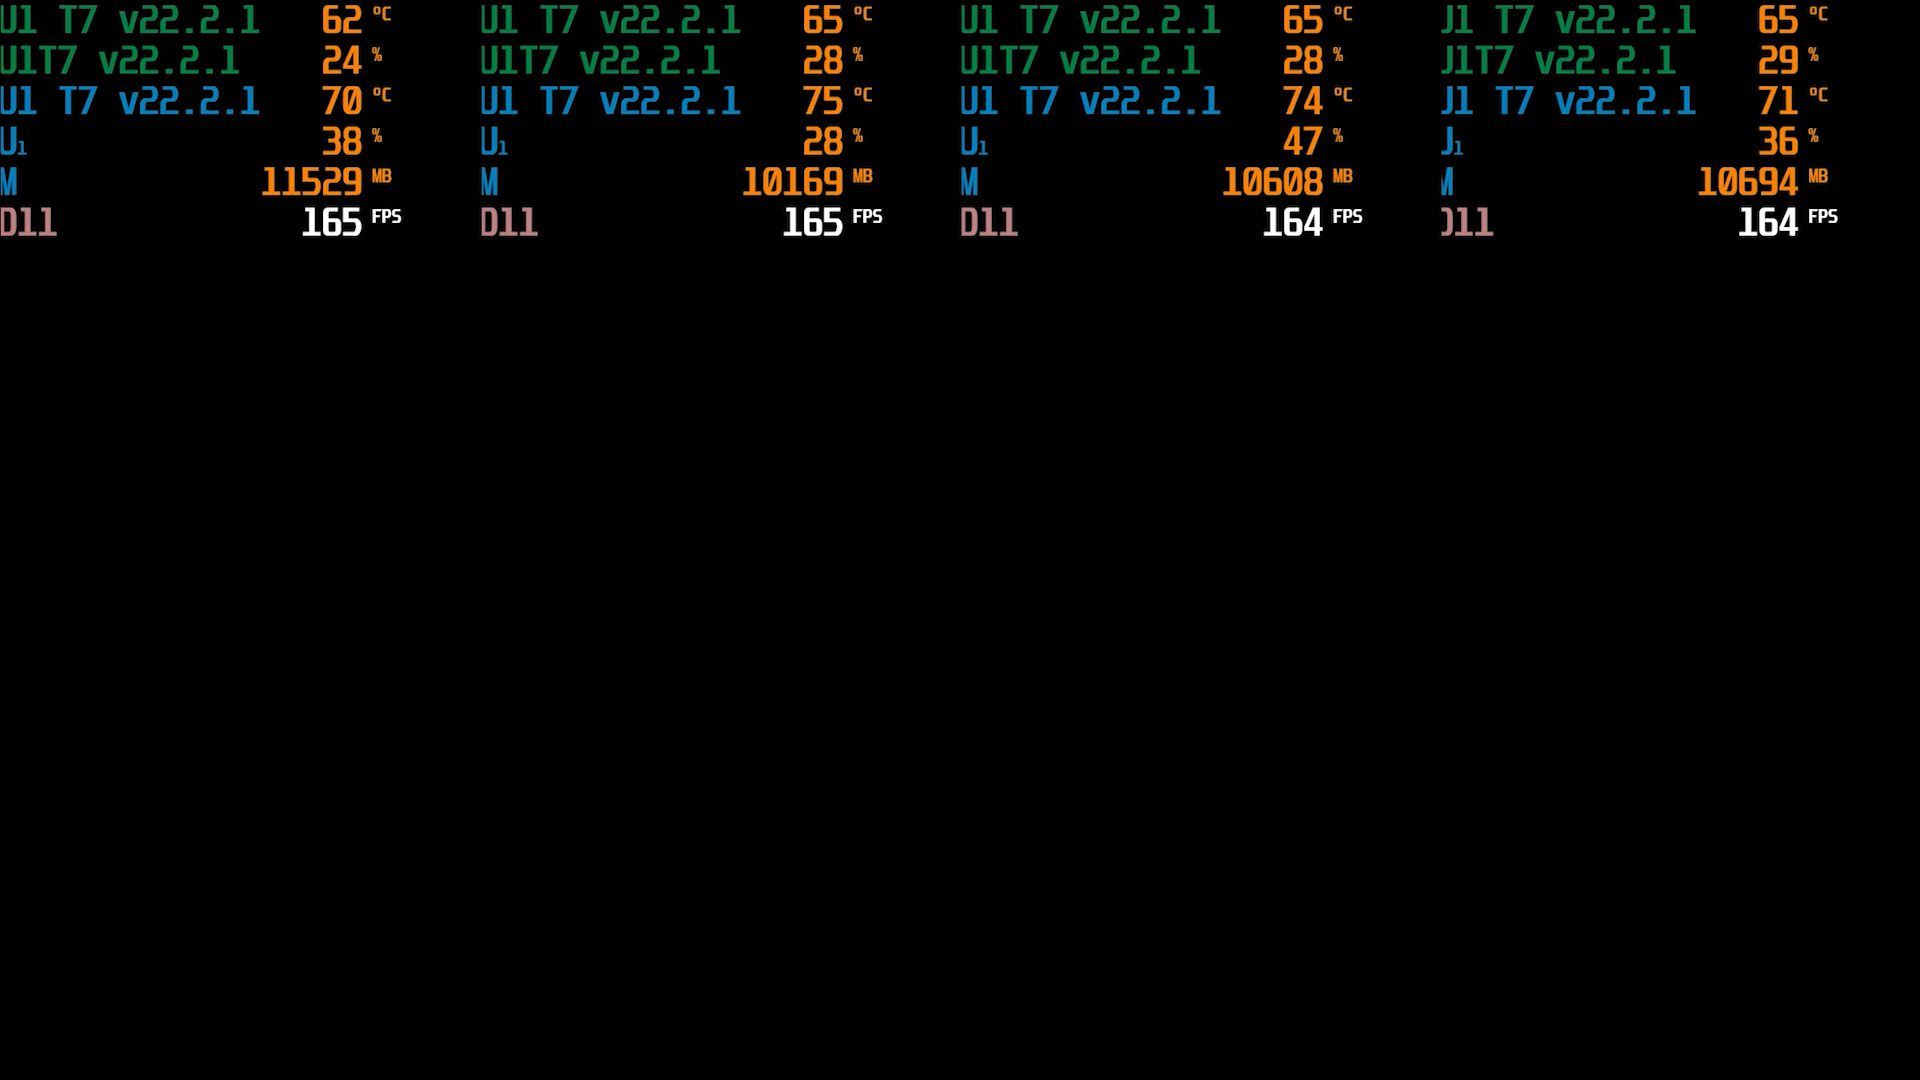 U1 T7 v22.2.1 62 °C U1 T7 v22.2.1 65 °C U1 T7 v22.2.1 65 °C J1 T7 v22.2.1 65 °C
U1T7 v22.2.1 24 % U1T7 v22.2.1 28 % U1T7 v22.2.1 28 % J1T7 v22.2.1 29 %
U1 T7 v22.2.1 70 °C U1 T7 v22.2.1 75 °C U1 T7 v22.2.1 74 °C J1 T7 v22.2.1 71 °C
U1 38 % U1 28 % U1 47 % J1 36 %
M 11529 MB M 10169 MB M 10608 MB M 10694 MB
D11 165 FPS D11 165 FPS D11 164 FPS D11 164 FPS